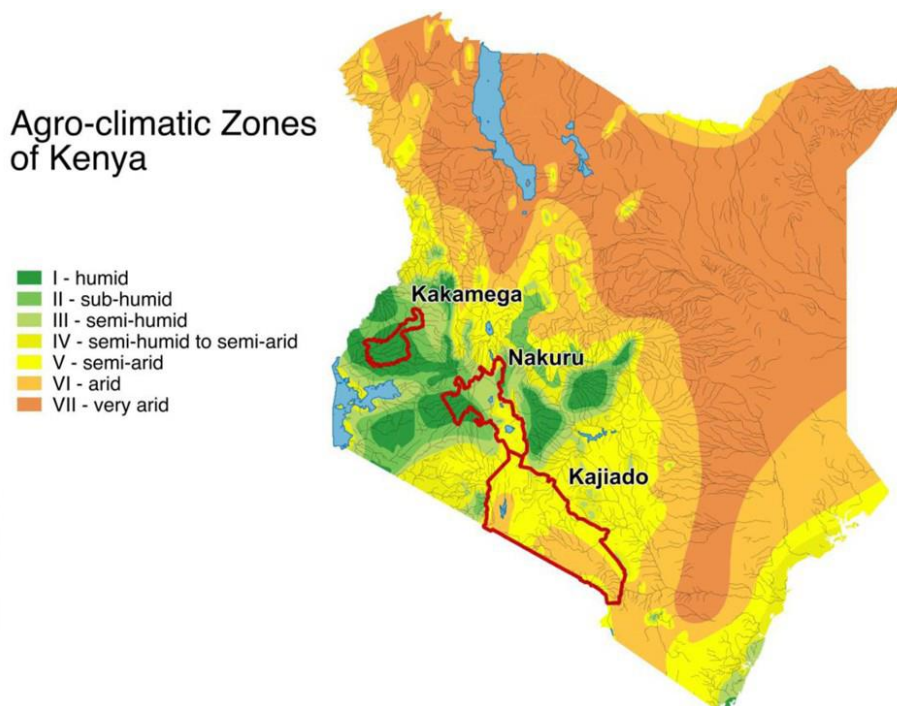 Agro-climatic Zones
of Kenya
I - humid
II - sub-humid
III - semi-humid
IV - semi-humid to semi-arid
V - semi-arid
VI - arid
VII - very arid
Kakamega
Nakuru
Kajiado